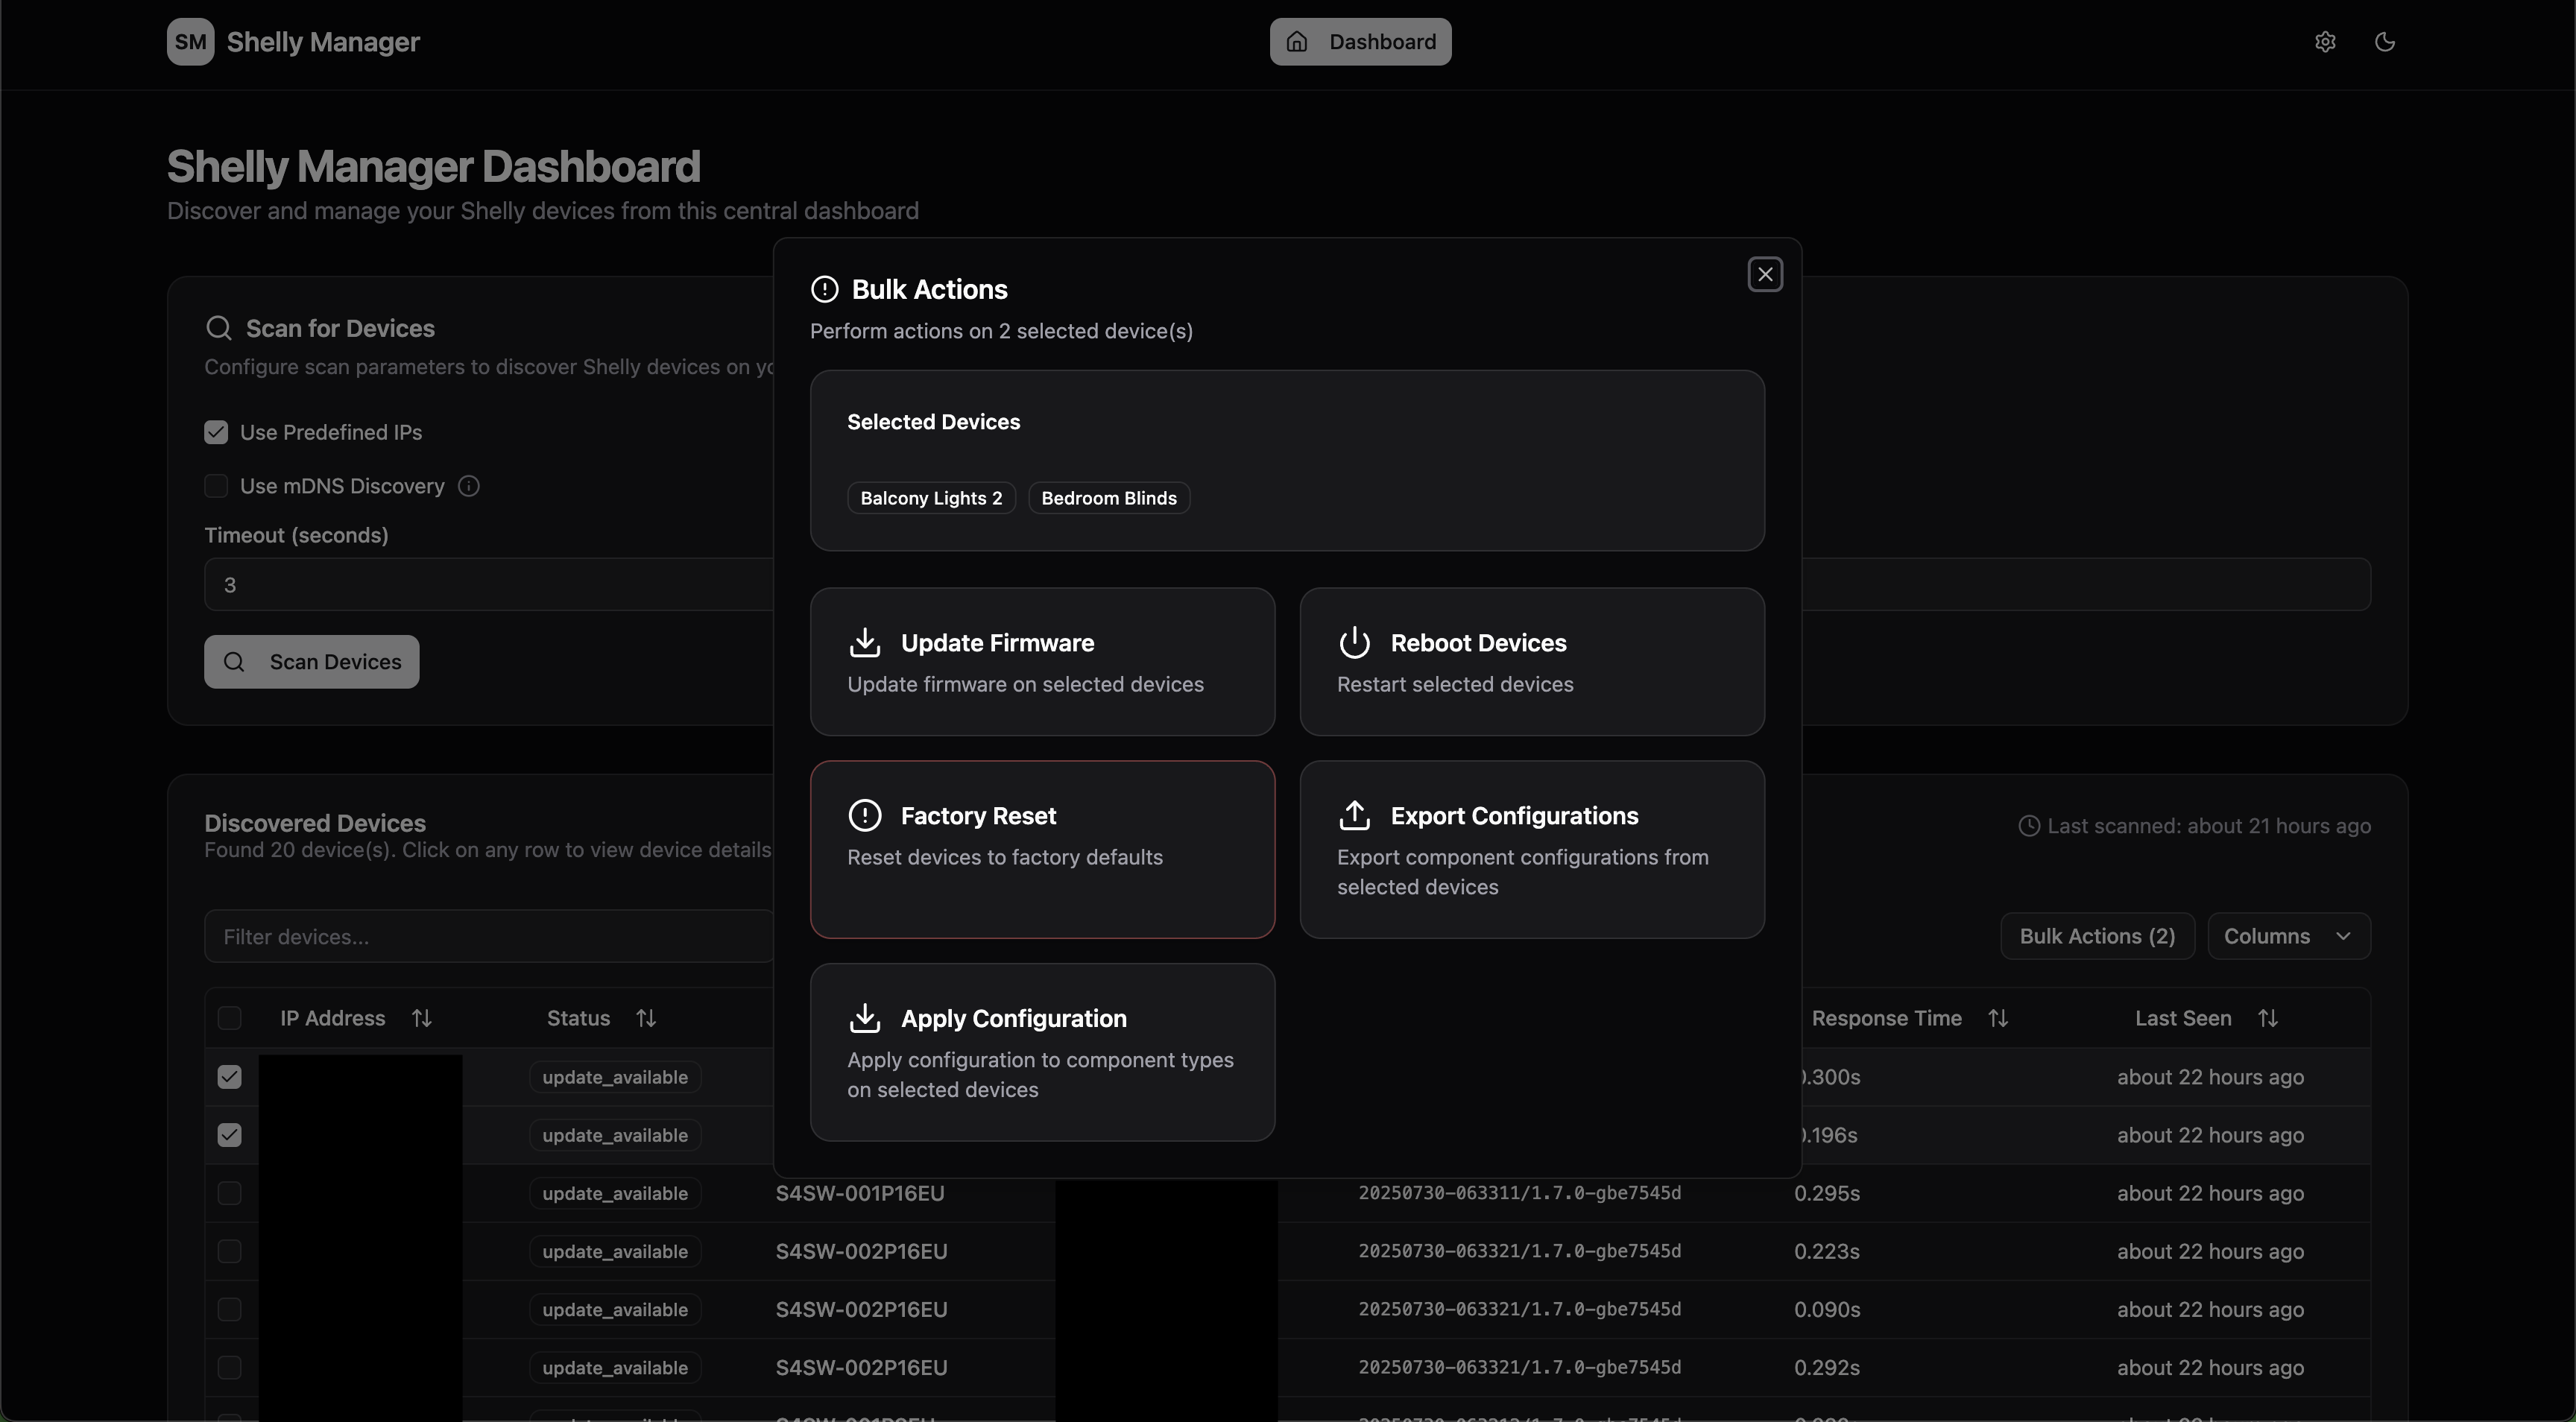 SM Shelly Manager
Dashboard
Shelly Manager Dashboard
Discover and manage your Shelly devices from this central dashboard
Scan for Devices
Configure scan parameters to discover Shelly devices on
Use Predefined IPs
Use mDNS Discovery
Timeout (seconds)
3
Scan Devices
Bulk Actions
Perform actions on 2 selected device(s)
Selected Devices
Balcony Lights 2 Bedroom Blinds
Update Firmware
Update firmware on selected devices
Reboot Devices
Restart selected devices
Factory Reset
Reset devices to factory defaults
Export Configurations
Export component configurations from
selected devices
Apply Configuration
Apply configuration to component types
on selected devices
Discovered Devices
Found 20 device(s). Click on any row to view device details
Last scanned: about 21 hours ago
Filter devices...
Bulk Actions (2) Columns
IP Address Status Response Time Last Seen
update_available .300s about 22 hours ago
update_available .196s about 22 hours ago
update_available S4SW-001P16EU 20250730-063311/1.7.0-gbe7545d 0.295s about 22 hours ago
update_available S4SW-002P16EU 20250730-063321/1.7.0-gbe7545d 0.223s about 22 hours ago
update_available S4SW-002P16EU 20250730-063321/1.7.0-gbe7545d 0.090s about 22 hours ago
update_available S4SW-002P16EU 20250730-063321/1.7.0-gbe7545d 0.292s about 22 hours ago